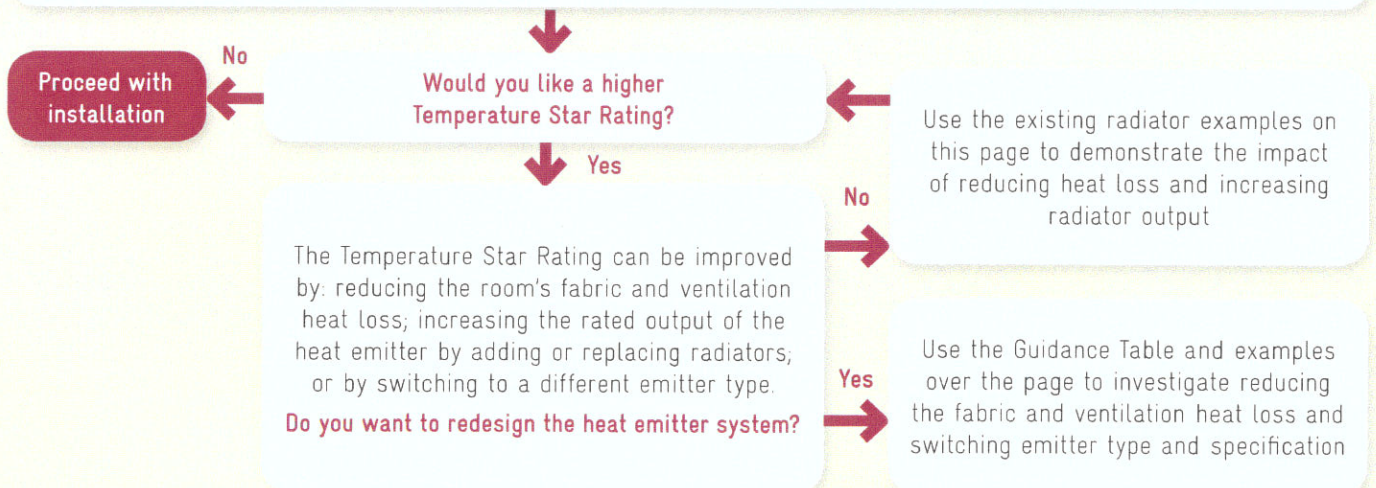 No
Proceed with
installation
Would you like a higher
Temperature Star Rating?
Yes
Use the existing radiator examples on
this page to demonstrate the impact
of reducing heat loss and increasing
radiator output
No
The Temperature Star Rating can be improved
by: reducing the room's fabric and ventilation
heat loss; increasing the rated output of the
heat emitter by adding or replacing radiators;
or by switching to a different emitter type.
Do you want to redesign the heat emitter system?
Yes
Use the Guidance Table and examples
over the page to investigate reducing
the fabric and ventilation heat loss and
switching emitter type and specification